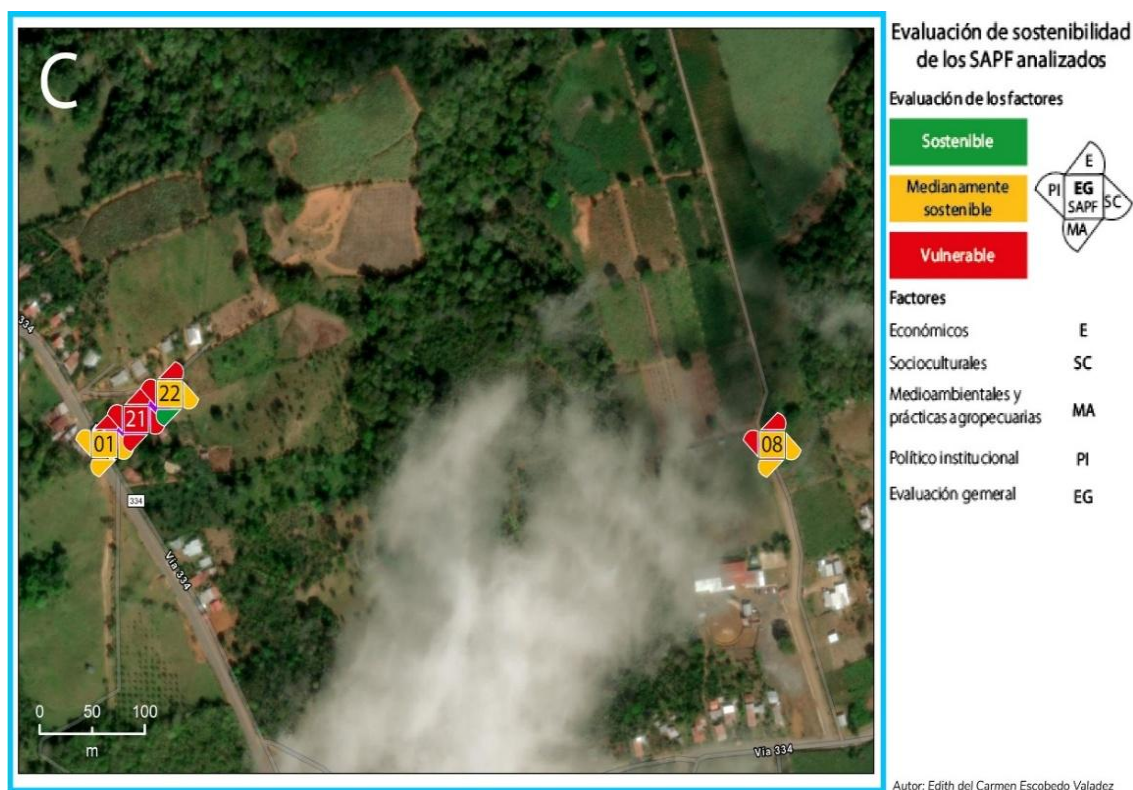 C
334
22
21
01
08
334
Vía 334
0 50 100
m
Vía 334
Evaluación de sostenibilidad
de los SAPF analizados
Evaluación de los factores
Sostenible
Medianamente
sostenible
Vulnerable
E
PI
EG
SC
SAPF
MA
Factores
Económicos E
Socioculturales SC
Medioambientales y
prácticas agropecuarias MA
Político institucional PI
Evaluación gemeral EG
Autor: Edith del Carmen Escobedo Valadez